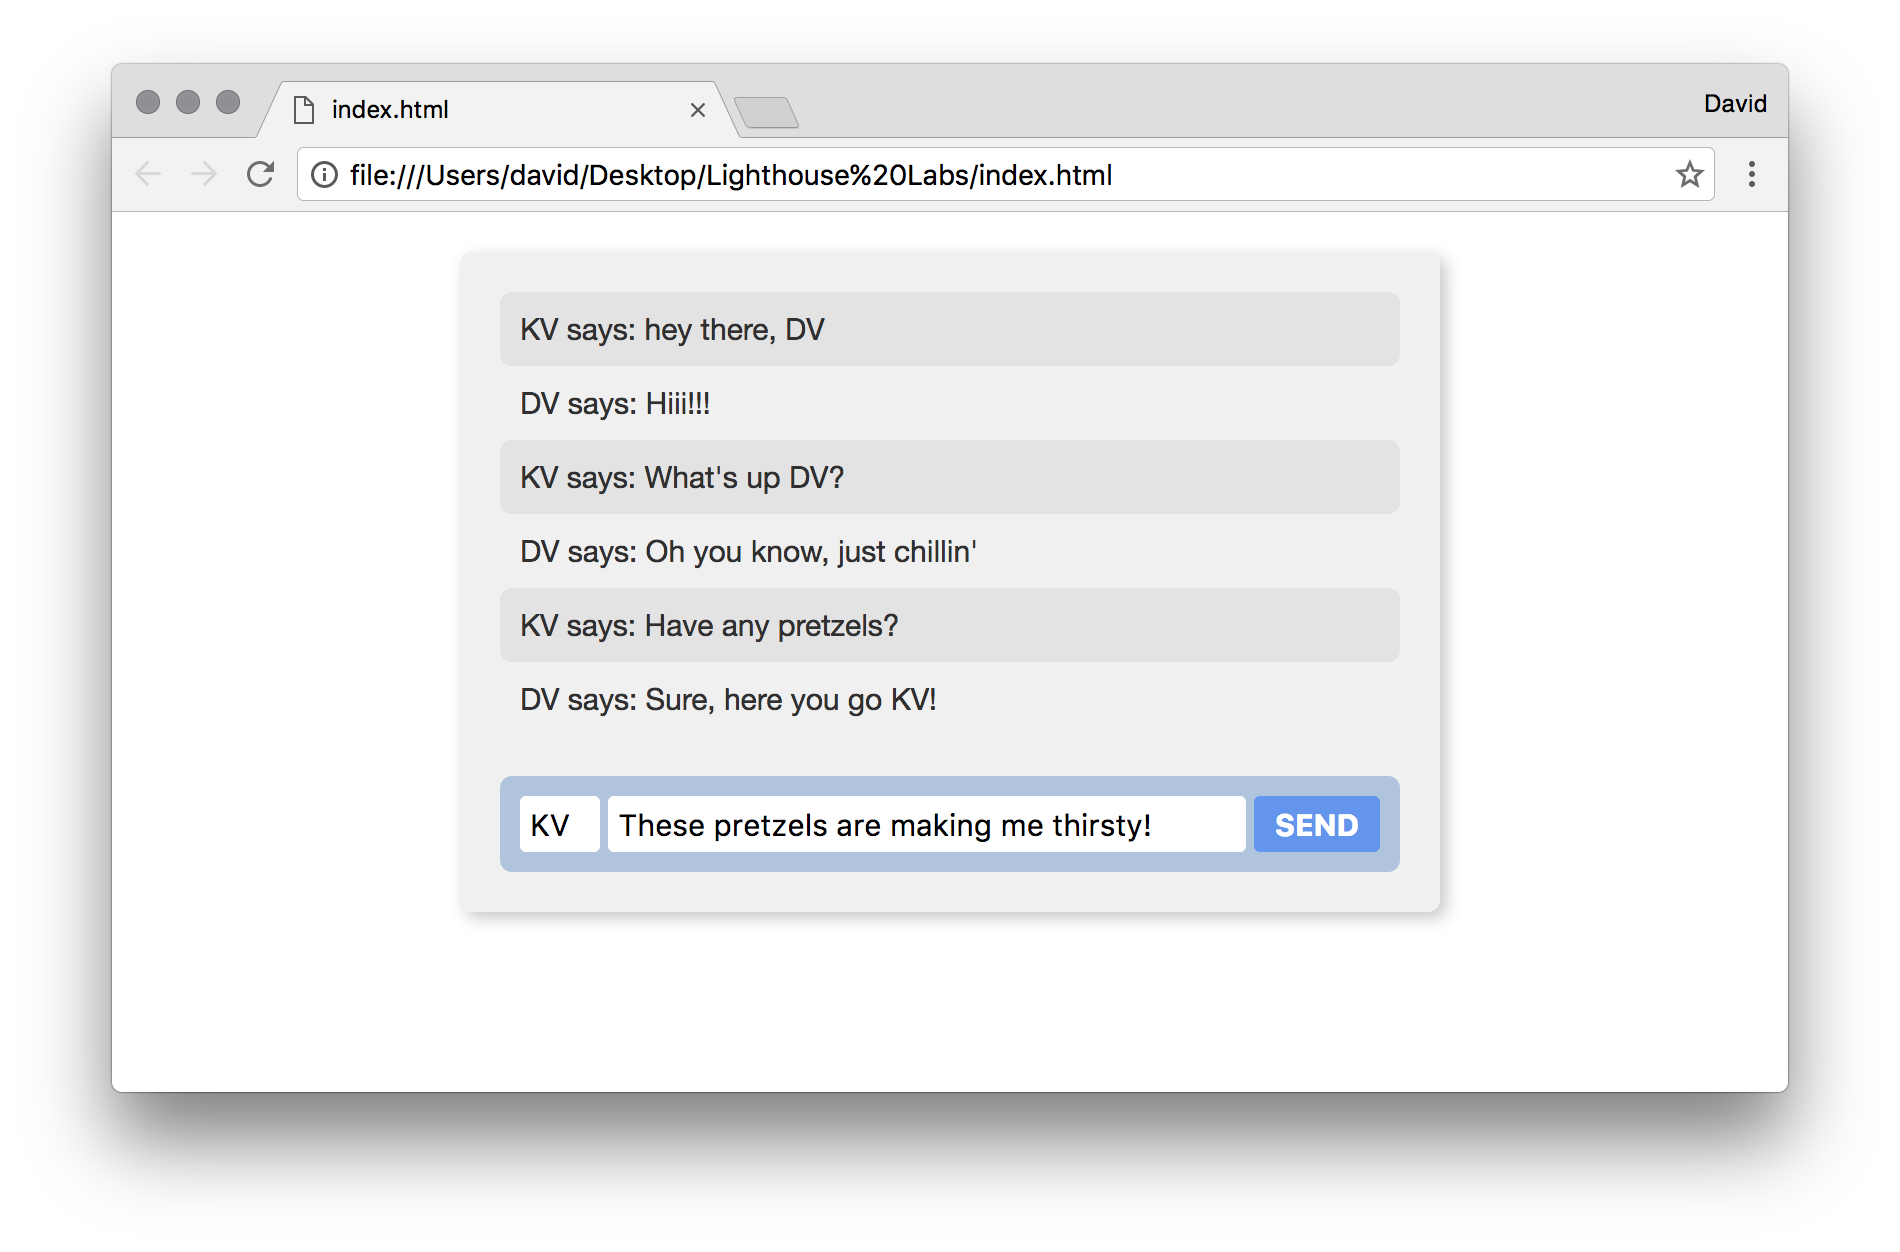 index.html
David
file:///Users/david/Desktop/Lighthouse%20Labs/index.html
KV says: hey there, DV
DV says: Hiii!!!
KV says: What's up DV?
DV says: Oh you know, just chillin'
KV says: Have any pretzels?
DV says: Sure, here you go KV!
KV These pretzels are making me thirsty! SEND